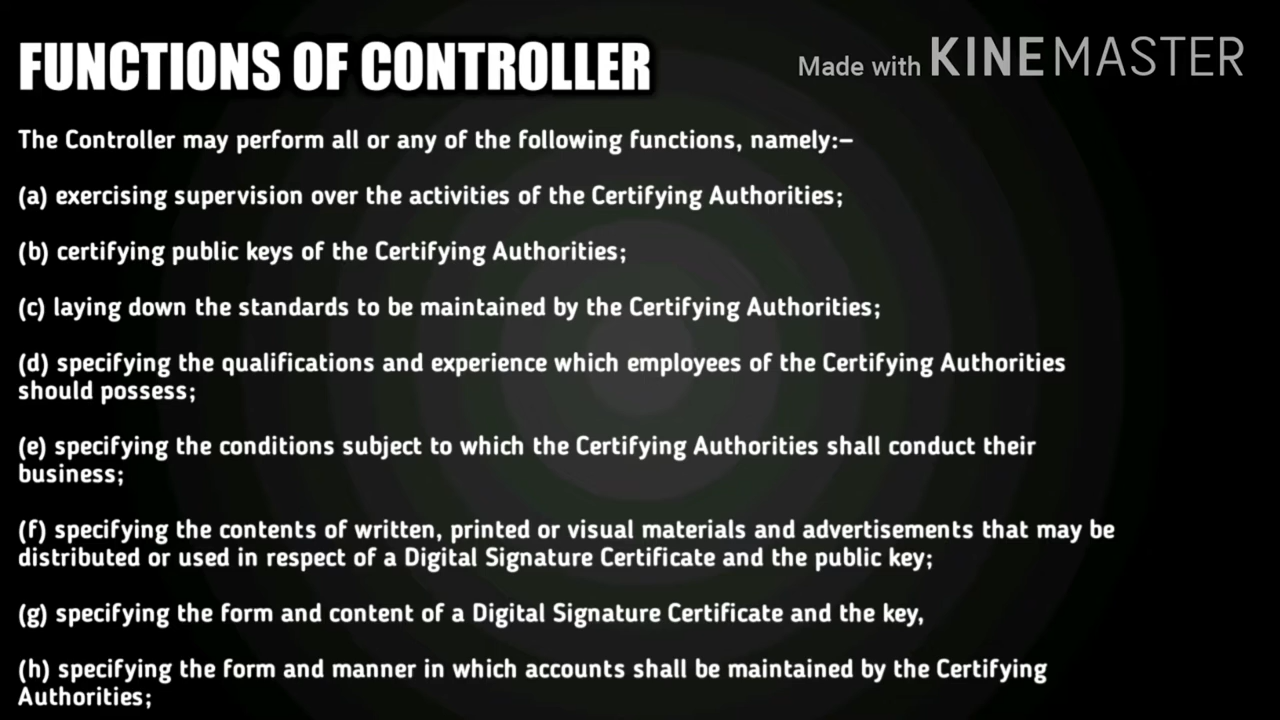 FUNCTIONS OF CONTROLLER
Made with KINEMASTER
The Controller may perform all or any of the following functions, namely:–
(a) exercising supervision over the activities of the Certifying Authorities;
(b) certifying public keys of the Certifying Authorities;
(c) laying down the standards to be maintained by the Certifying Authorities;
(d) specifying the qualifications and experience which employees of the Certifying Authorities
should possess;
(e) specifying the conditions subject to which the Certifying Authorities shall conduct their
business;
(f) specifying the contents of written, printed or visual materials and advertisements that may be
distributed or used in respect of a Digital Signature Certificate and the public key;
(g) specifying the form and content of a Digital Signature Certificate and the key,
(h) specifying the form and manner in which accounts shall be maintained by the Certifying
Authorities;